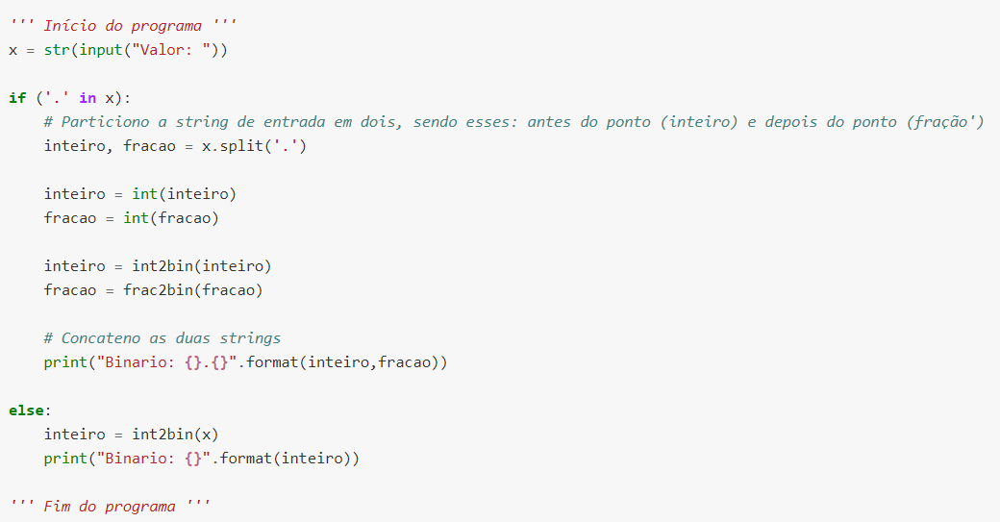 ''' Início do programa '''
x = str(input("Valor: "))
if ('.' in x):
    # Particiono a string de entrada em dois, sendo esses: antes do ponto (inteiro) e depois do ponto (fração')
    inteiro, fracao = x.split('.')
    inteiro = int(inteiro)
    fracao = int(fracao)
    inteiro = int2bin(inteiro)
    fracao = frac2bin(fracao)
    # Concateno as duas strings
    print("Binario: {}.{}".format(inteiro,fracao))
else:
    inteiro = int2bin(x)
    print("Binario: {}".format(inteiro))
''' Fim do programa '''